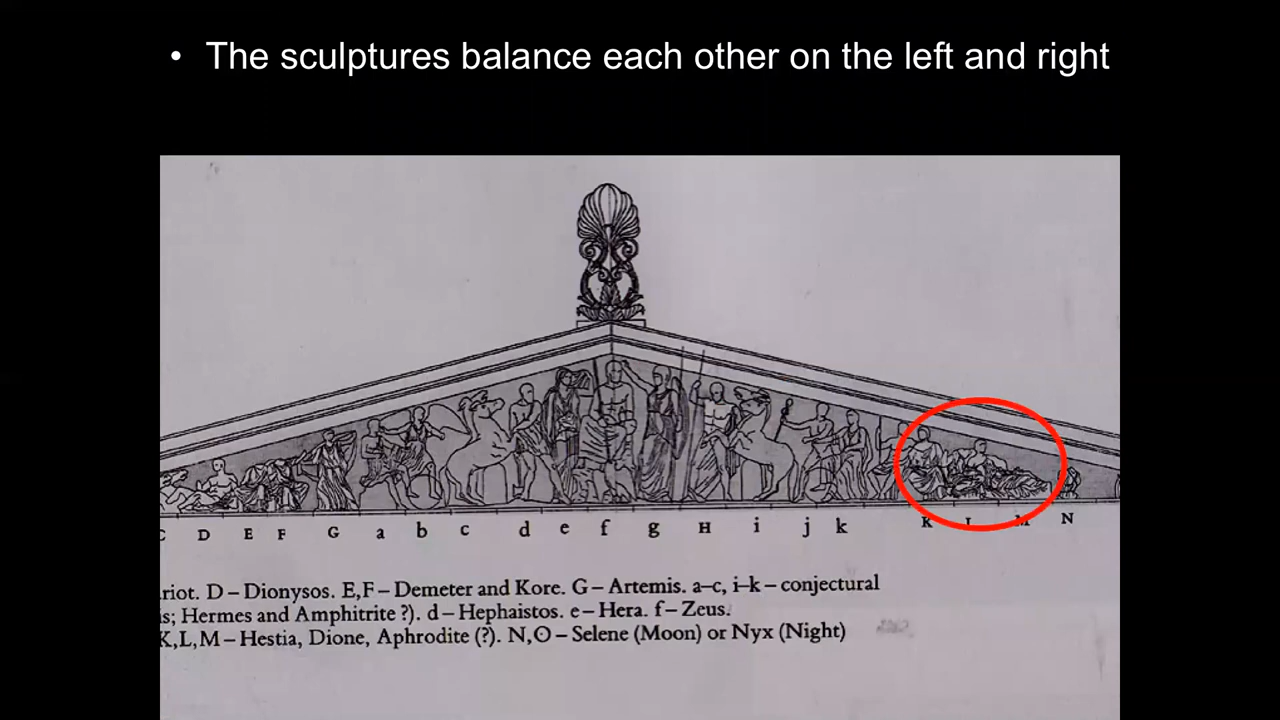 • The sculptures balance each other on the left and right
D E F G a b c d e f g H i j k K L M N
riot. D – Dionysos. E,F – Demeter and Kore. G – Artemis. a–c, i–k – conjectural
is; Hermes and Amphitrite ?). d – Hephaistos. e – Hera. f – Zeus.
K,L,M – Hestia, Dione, Aphrodite (?). N,O – Selene (Moon) or Nyx (Night)